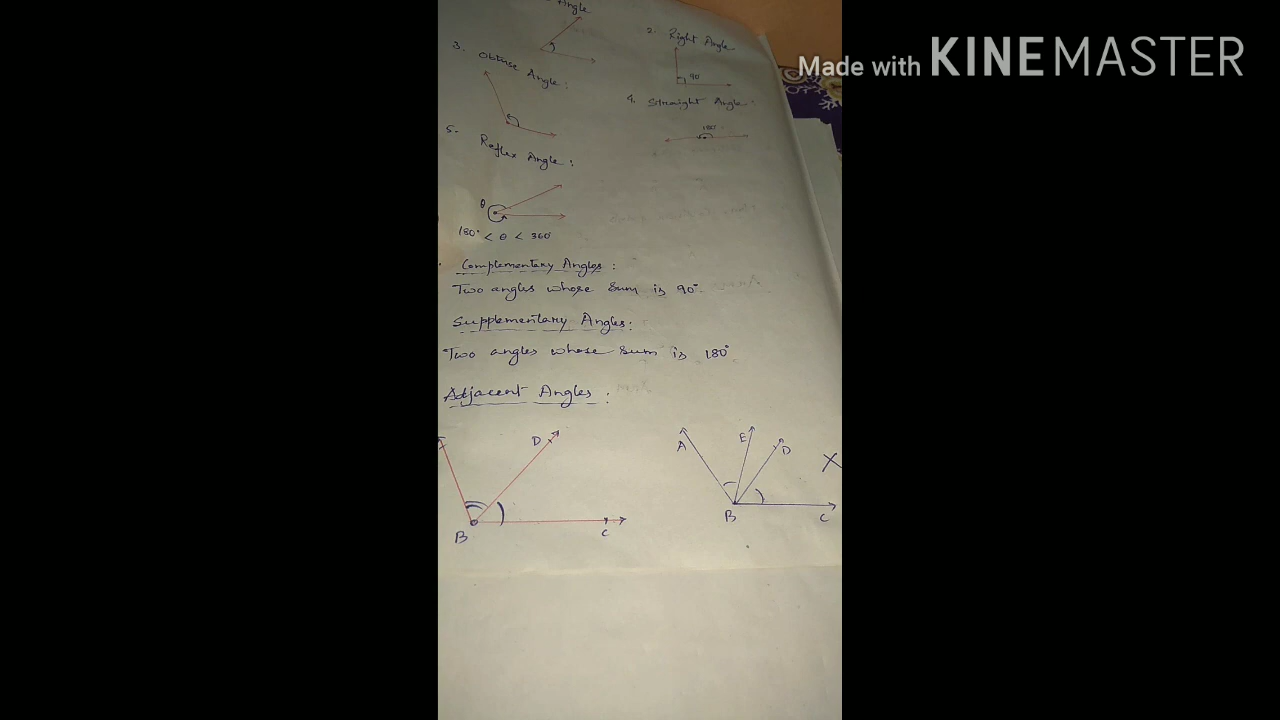 Angle
2. Right Angle
90
3. Obtuse Angle:
4. Straight Angle:
180°
5. Reflex Angle:
θ
180° < θ < 360°
Complementary Angles:
Two angles whose sum is 90°
Supplementary Angles:
Two angles whose sum is 180°
Adjacent Angles:
D
B
C
A
E
D
B
C
X
Made with KINEMASTER